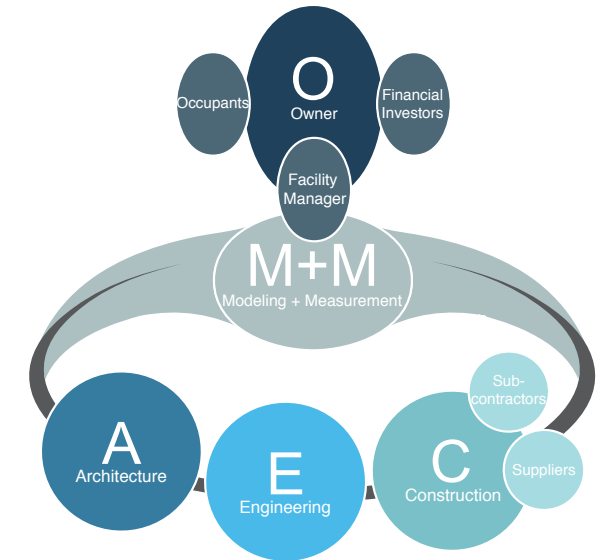 O
Owner
Occupants
Financial
Investors
Facility
Manager
M+M
Modeling + Measurement
A
Architecture
E
Engineering
C
Construction
Sub-
contractors
Suppliers